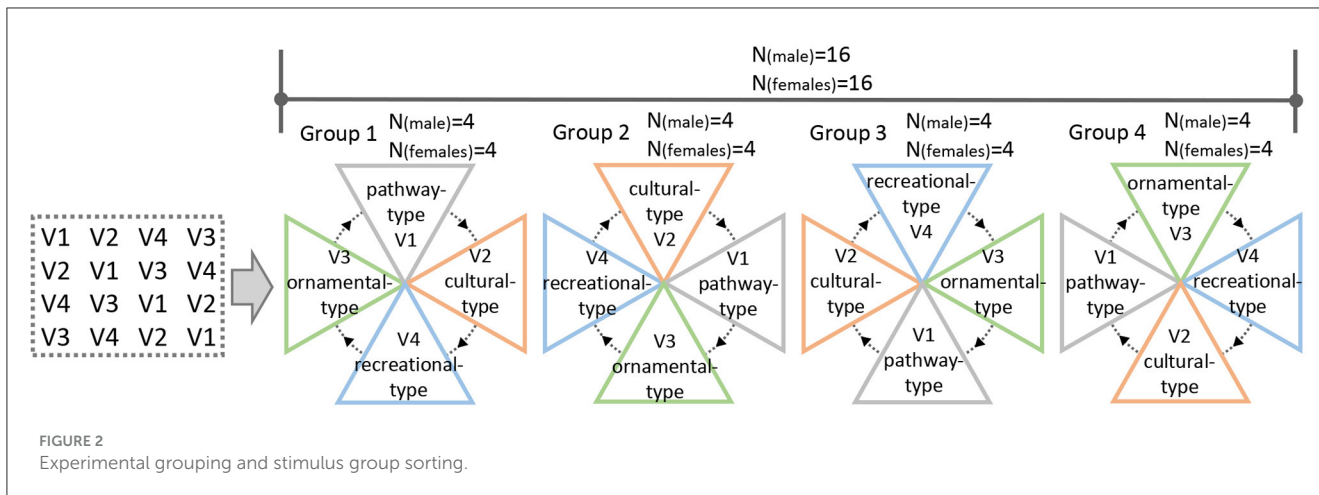 N(male)=16
N(females)=16
Group 1
N(male)=4
N(females)=4
Group 2
N(male)=4
N(females)=4
Group 3
N(male)=4
N(females)=4
Group 4
N(male)=4
N(females)=4
V1 V2 V4 V3
V2 V1 V3 V4
V4 V3 V1 V2
V3 V4 V2 V1
pathway-
type
V1
V2
cultural-
type
V4
recreational-
type
V3
ornamental-
type
cultural-
type
V2
V1
pathway-
type
V3
ornamental-
type
V4
recreational-
type
recreational-
type
V4
V3
ornamental-
type
V1
pathway-
type
V2
cultural-
type
ornamental-
type
V3
V4
recreational-
type
V2
cultural-
type
V1
pathway-
type
FIGURE 2
Experimental grouping and stimulus group sorting.